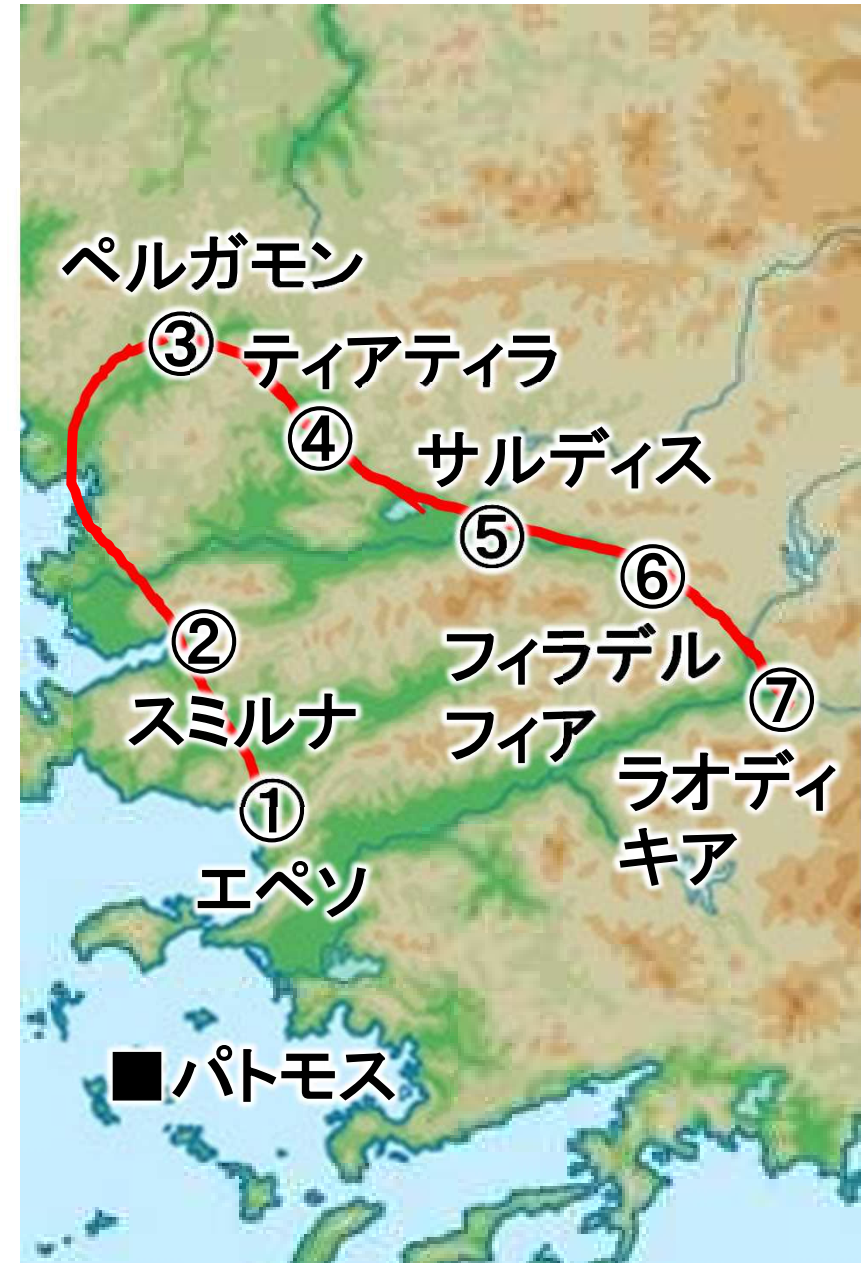 ペルガモン
③
ティアティラ
④
サルディス
⑤
⑥
②
フィラデル
フィア
⑦
スミルナ
ラオディ
キア
①
エペソ
■パトモス